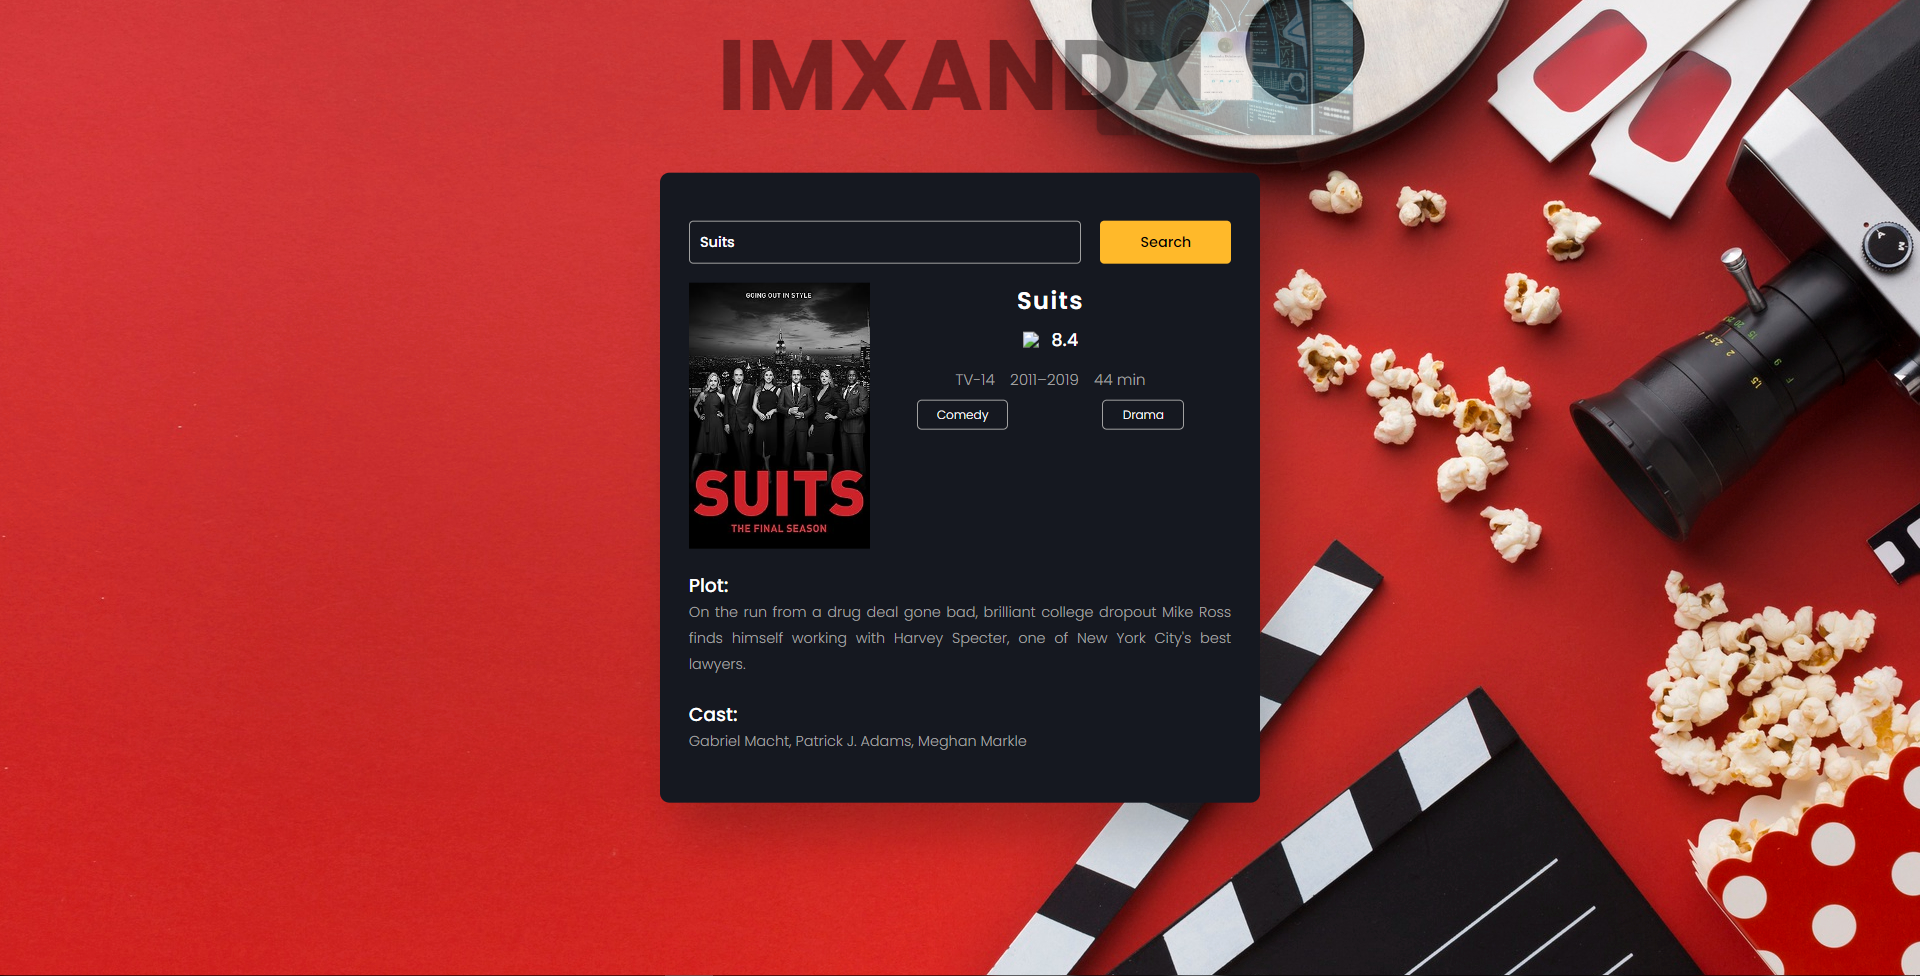 IMXANDX
Suits
Search
GOING OUT IN STYLE
SUITS
THE FINAL SEASON
Suits
8.4
TV-14 2011–2019 44 min
Comedy Drama
Plot:
On the run from a drug deal gone bad, brilliant college dropout Mike Ross
finds himself working with Harvey Specter, one of New York City's best
lawyers.
Cast:
Gabriel Macht, Patrick J. Adams, Meghan Markle